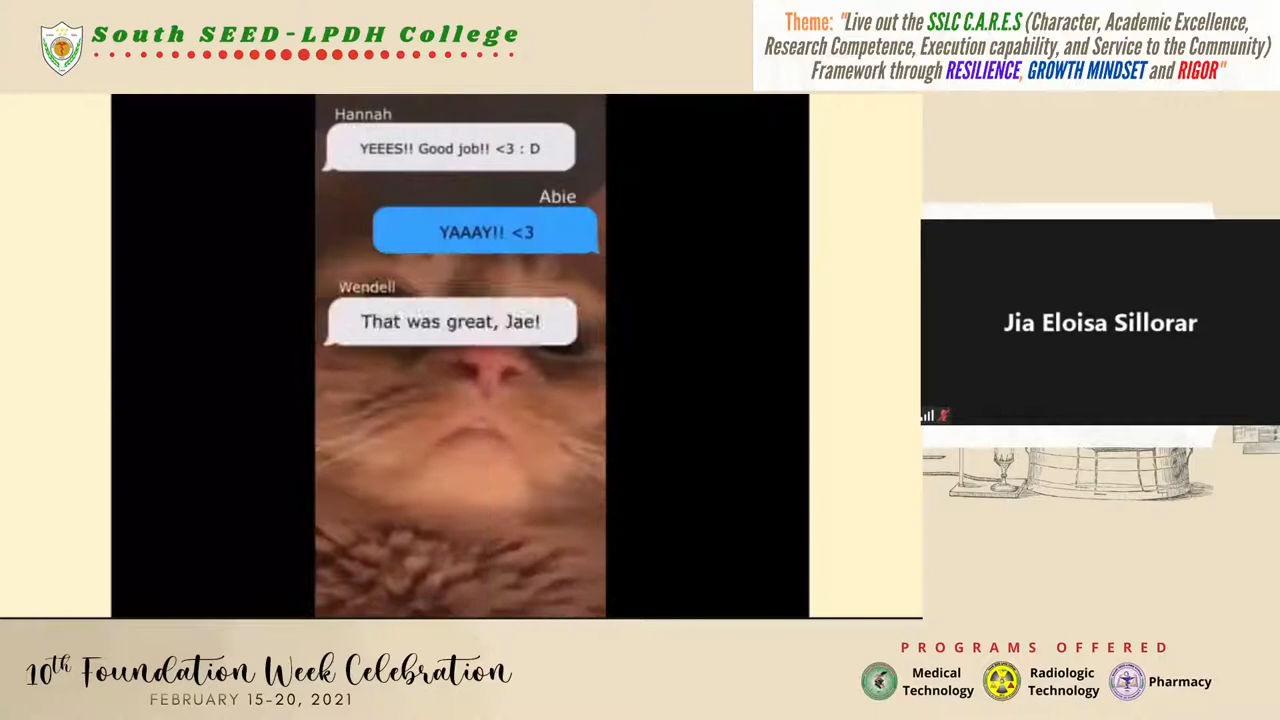 South SEED-LPDH College
Theme: "Live out the SSLC C.A.R.E.S (Character, Academic Excellence,
Research Competence, Execution capability, and Service to the Community)
Framework through RESILIENCE, GROWTH MINDSET and RIGOR"
Hannah
YEEES!! Good job!! <3 : D
Abie
YAAAY!! <3
Wendell
That was great, Jae!
Jia Eloisa Sillorar
10th Foundation Week Celebration
FEBRUARY 15-20, 2021
PROGRAMS OFFERED
Medical
Technology
Radiologic
Technology
Pharmacy